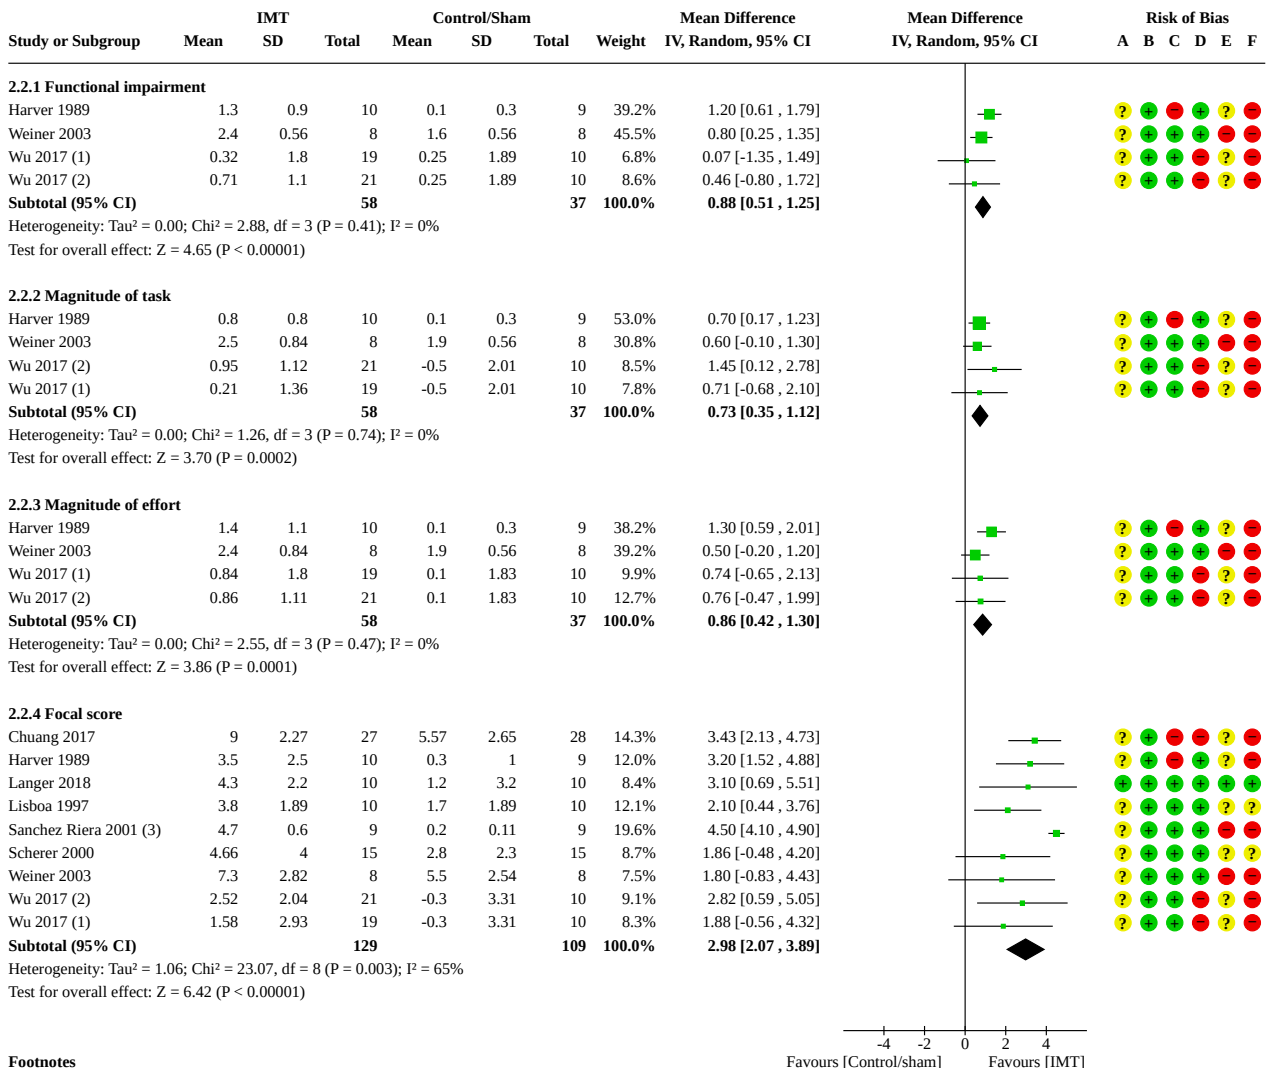 IMT Control/Sham Mean Difference Mean Difference Risk of Bias
Study or Subgroup Mean SD Total Mean SD Total Weight IV, Random, 95% CI IV, Random, 95% CI A B C D E F
2.2.1 Functional impairment
Harver 1989 1.3 0.9 10 0.1 0.3 9 39.2% 1.20 [0.61 , 1.79] ? + − + ? −
Weiner 2003 2.4 0.56 8 1.6 0.56 8 45.5% 0.80 [0.25 , 1.35] ? + + + − −
Wu 2017 (1) 0.32 1.8 19 0.25 1.89 10 6.8% 0.07 [-1.35 , 1.49] ? + + − ? −
Wu 2017 (2) 0.71 1.1 21 0.25 1.89 10 8.6% 0.46 [-0.80 , 1.72] ? + + − ? −
Subtotal (95% CI) 58 37 100.0% 0.88 [0.51 , 1.25]
Heterogeneity: Tau² = 0.00; Chi² = 2.88, df = 3 (P = 0.41); I² = 0%
Test for overall effect: Z = 4.65 (P < 0.00001)
2.2.2 Magnitude of task
Harver 1989 0.8 0.8 10 0.1 0.3 9 53.0% 0.70 [0.17 , 1.23] ? + − + ? −
Weiner 2003 2.5 0.84 8 1.9 0.56 8 30.8% 0.60 [-0.10 , 1.30] ? + + + − −
Wu 2017 (2) 0.95 1.12 21 -0.5 2.01 10 8.5% 1.45 [0.12 , 2.78] ? + + − ? −
Wu 2017 (1) 0.21 1.36 19 -0.5 2.01 10 7.8% 0.71 [-0.68 , 2.10] ? + + − ? −
Subtotal (95% CI) 58 37 100.0% 0.73 [0.35 , 1.12]
Heterogeneity: Tau² = 0.00; Chi² = 1.26, df = 3 (P = 0.74); I² = 0%
Test for overall effect: Z = 3.70 (P = 0.0002)
2.2.3 Magnitude of effort
Harver 1989 1.4 1.1 10 0.1 0.3 9 38.2% 1.30 [0.59 , 2.01] ? + − + ? −
Weiner 2003 2.4 0.84 8 1.9 0.56 8 39.2% 0.50 [-0.20 , 1.20] ? + + + − −
Wu 2017 (1) 0.84 1.8 19 0.1 1.83 10 9.9% 0.74 [-0.65 , 2.13] ? + + − ? −
Wu 2017 (2) 0.86 1.11 21 0.1 1.83 10 12.7% 0.76 [-0.47 , 1.99] ? + + − ? −
Subtotal (95% CI) 58 37 100.0% 0.86 [0.42 , 1.30]
Heterogeneity: Tau² = 0.00; Chi² = 2.55, df = 3 (P = 0.47); I² = 0%
Test for overall effect: Z = 3.86 (P = 0.0001)
2.2.4 Focal score
Chuang 2017 9 2.27 27 5.57 2.65 28 14.3% 3.43 [2.13 , 4.73] ? + − − ? −
Harver 1989 3.5 2.5 10 0.3 1 9 12.0% 3.20 [1.52 , 4.88] ? + − + ? −
Langer 2018 4.3 2.2 10 1.2 3.2 10 8.4% 3.10 [0.69 , 5.51] + + + + + +
Lisboa 1997 3.8 1.89 10 1.7 1.89 10 12.1% 2.10 [0.44 , 3.76] ? + + + ? ?
Sanchez Riera 2001 (3) 4.7 0.6 9 0.2 0.11 9 19.6% 4.50 [4.10 , 4.90] ? + + + − −
Scherer 2000 4.66 4 15 2.8 2.3 15 8.7% 1.86 [-0.48 , 4.20] ? + + + ? ?
Weiner 2003 7.3 2.82 8 5.5 2.54 8 7.5% 1.80 [-0.83 , 4.43] ? + + + − −
Wu 2017 (2) 2.52 2.04 21 -0.3 3.31 10 9.1% 2.82 [0.59 , 5.05] ? + + − ? −
Wu 2017 (1) 1.58 2.93 19 -0.3 3.31 10 8.3% 1.88 [-0.56 , 4.32] ? + + − ? −
Subtotal (95% CI) 129 109 100.0% 2.98 [2.07 , 3.89]
Heterogeneity: Tau² = 1.06; Chi² = 23.07, df = 8 (P = 0.003); I² = 65%
Test for overall effect: Z = 6.42 (P < 0.00001)
-4 -2 0 2 4
Footnotes Favours [Control/sham] Favours [IMT]